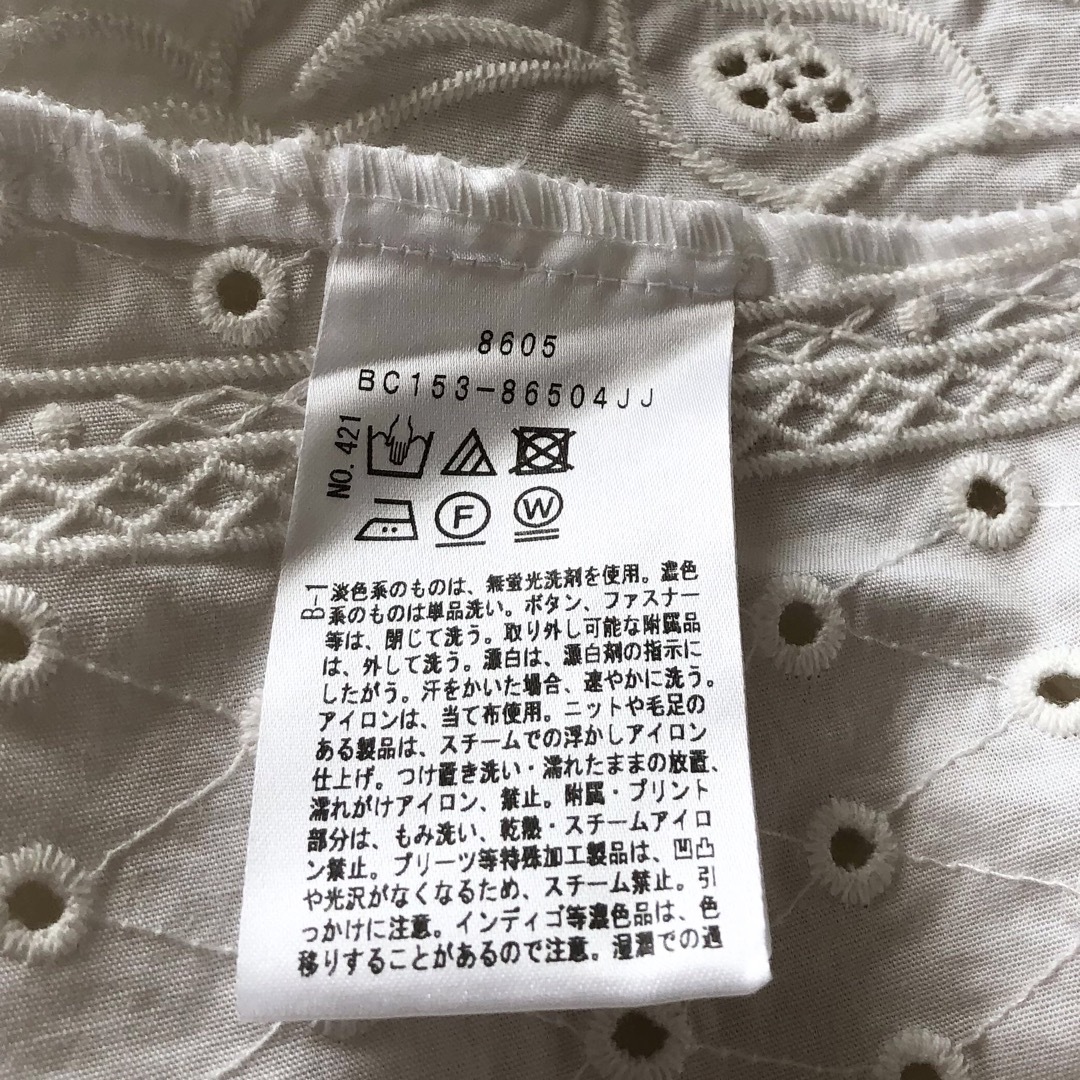 8605
BC153-86504JJ
NO. 421
F
W
B-1
淡色系のものは、無蛍光洗剤を使用。濃色
系のものは単品洗い。ボタン、ファスナー
等は、閉じて洗う。取り外し可能な附属品
は、外して洗う。漂白は、漂白剤の指示に
したがう。汗をかいた場合、速やかに洗う。
アイロンは、当て布使用。ニットや毛足の
ある製品は、スチームでの浮かしアイロン
仕上げ。つけ置き洗い・濡れたままの放置、
濡れがけアイロン、禁止。附属・プリント
部分は、もみ洗い、乾熱・スチームアイロ
ン禁止。プリーツ等特殊加工製品は、凹凸
や光沢がなくなるため、スチーム禁止。引
っかけに注意。インディゴ等濃色品は、色
移りすることがあるので注意。湿潤での過